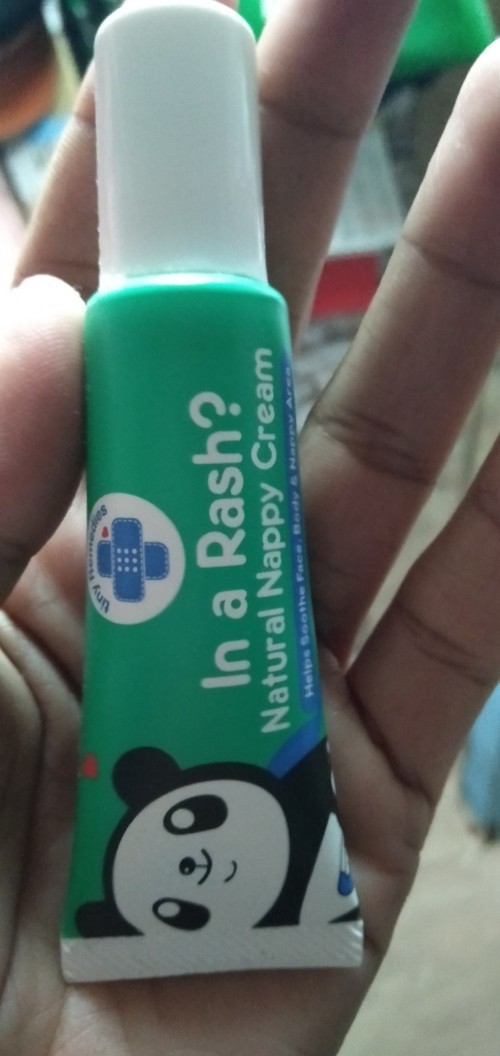 tiny Remedies
In a Rash?
Natural Nappy Cream
Helps Soothe Face, Body & Nappy Area